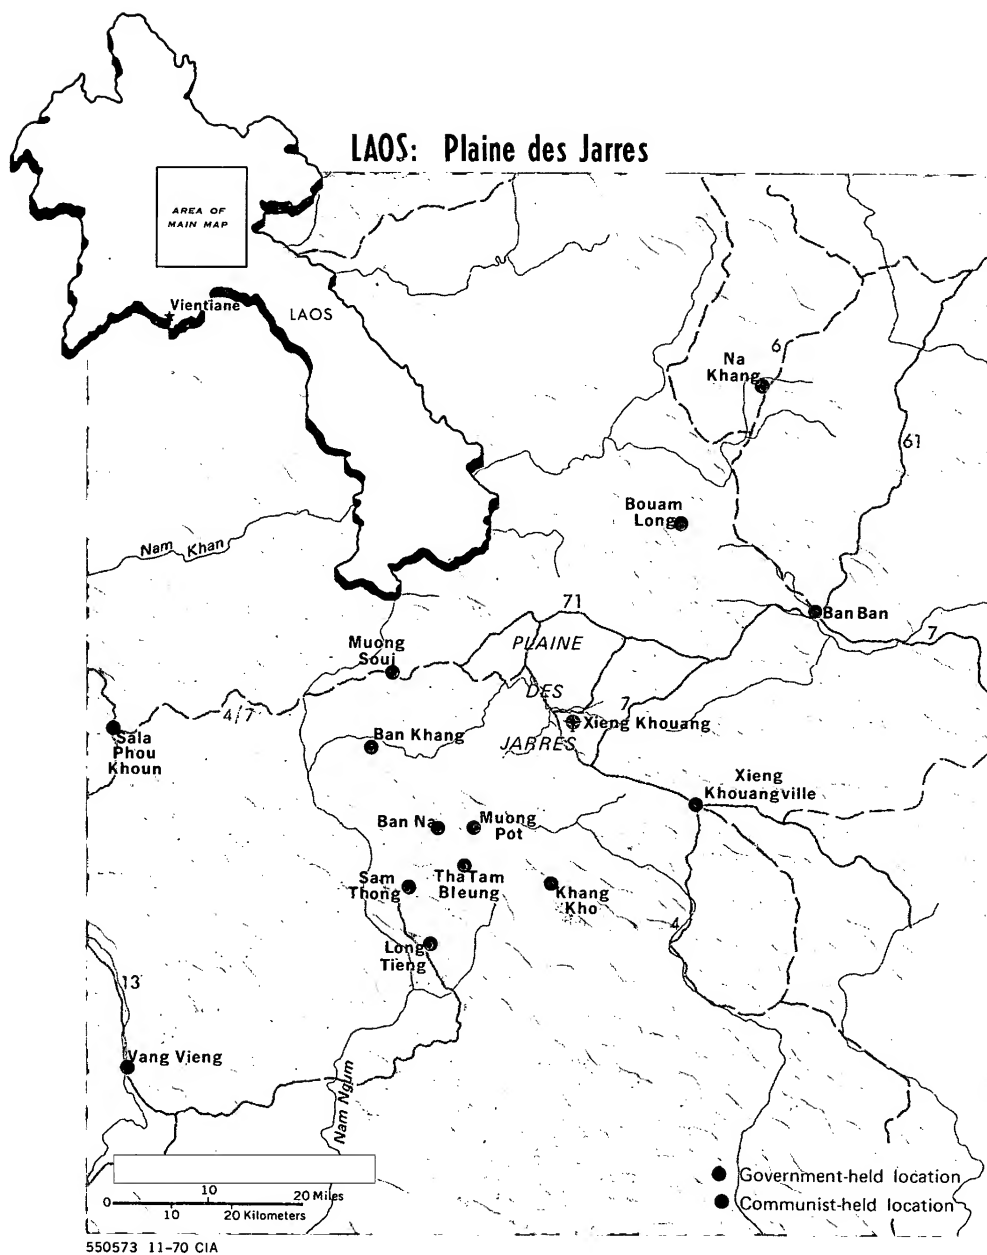 LAOS: Plaine des Jarres
AREA OF
MAIN MAP
Vientiane
LAOS
6
Na
Khang
61
Bouam
Long
Nam Khan
71
Ban Ban
7
PLAINE
DES
JARRES
Muong
Soui
4/7
7
Xieng Khouang
Sala
Phou
Khoun
Ban Khang
Xieng
Khouangville
Ban Na
Muong
Pot
Sam
Thong
Tha Tam
Bleung
Khang
Kho
4
Long
Tieng
13
Vang Vieng
Nam Ngum
Government-held location
Communist-held location
10 20 Miles
0
10 20 Kilometers
550573 11-70 CIA